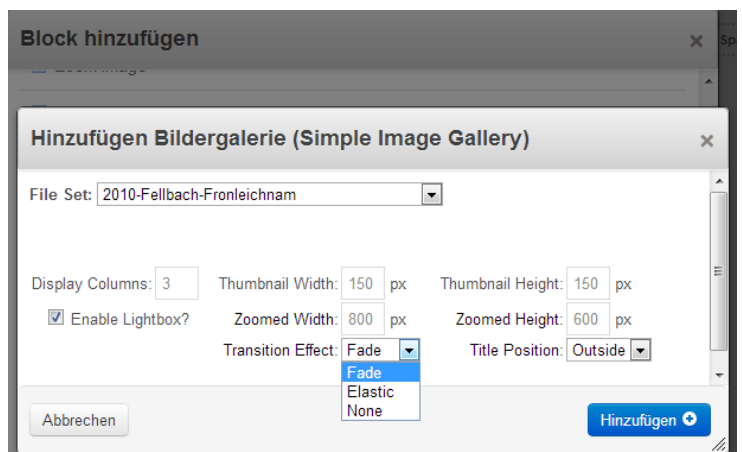 Block hinzufügen
Hinzufügen Bildergalerie (Simple Image Gallery)
File Set: 2010-Fellbach-Fronleichnam
Display Columns: 3 Thumbnail Width: 150 px Thumbnail Height: 150 px
Enable Lightbox? Zoomed Width: 800 px Zoomed Height: 600 px
Transition Effect: Fade Title Position: Outside
Fade
Elastic
None
Abbrechen Hinzufügen